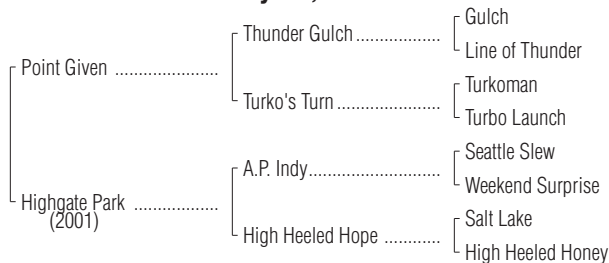 Gulch
Thunder Gulch ..................
Line of Thunder
Point Given ......................
Turkoman
Turko's Turn ......................
Turbo Launch
Seattle Slew
A.P. Indy............................
Weekend Surprise
Highgate Park ..................
(2001)
Salt Lake
High Heeled Hope ............
High Heeled Honey